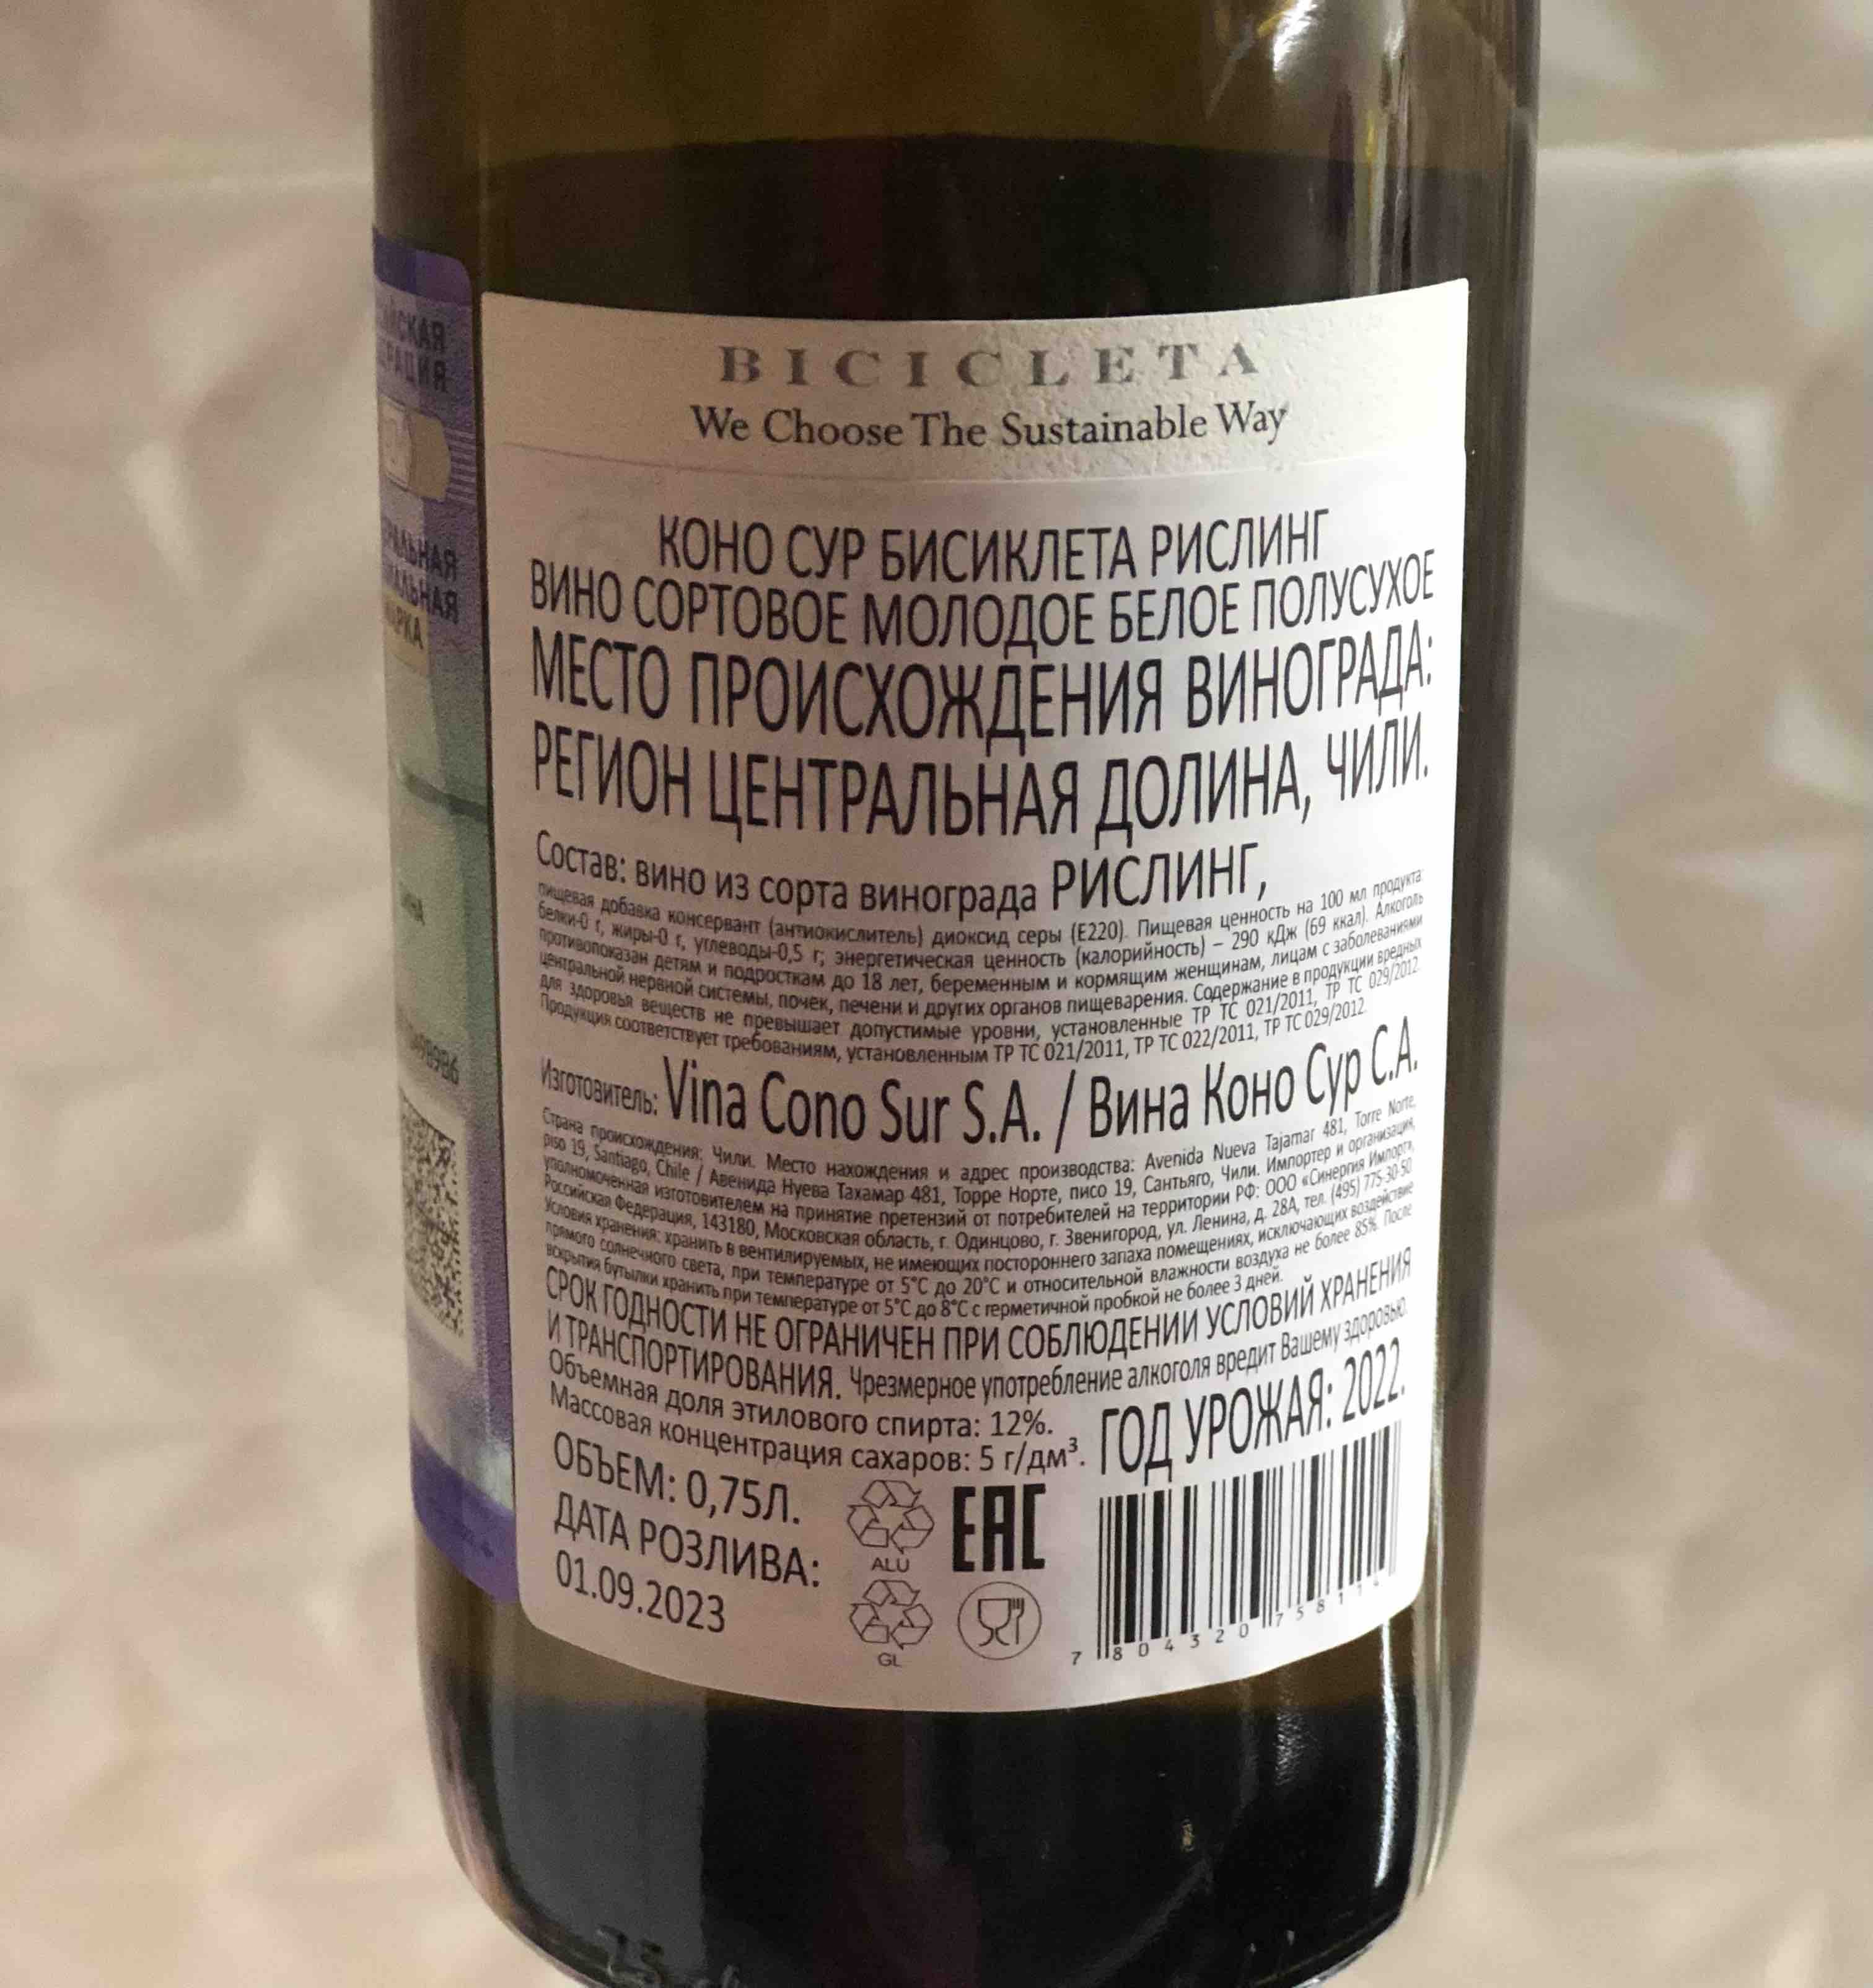 BICICLETA
We Choose The Sustainable Way
КОНО СУР БИСИКЛЕТА РИСЛИНГ
ВИНО СОРТОВОЕ МОЛОДОЕ БЕЛОЕ ПОЛУСУХОЕ
МЕСТО ПРОИСХОЖДЕНИЯ ВИНОГРАДА:
РЕГИОН ЦЕНТРАЛЬНАЯ ДОЛИНА, ЧИЛИ.
Состав: вино из сорта винограда РИСЛИНГ,
пищевая добавка консервант (антиокислитель) диоксид серы (Е220). Пищевая ценность на 100 мл продукта:
белки-0 г, жиры-0 г, углеводы-0,5 г; энергетическая ценность (калорийность) – 290 кДж (69 ккал). Алкоголь
противопоказан детям и подросткам до 18 лет, беременным и кормящим женщинам, лицам с заболеваниями
центральной нервной системы, почек, печени и других органов пищеварения. Содержание в продукции вредных
для здоровья веществ не превышает допустимые уровни, установленные ТР ТС 021/2011, ТР ТС 029/2012.
Продукция соответствует требованиям, установленным ТР ТС 021/2011, ТР ТС 022/2011, ТР ТС 029/2012.
Изготовитель: Vina Cono Sur S.A. / Вина Коно Сур С.А.
Страна происхождения: Чили. Место нахождения и адрес производства: Avenida Nueva Tajamar 481, Torre Norte,
piso 19, Santiago, Chile / Авенида Нуева Тахамар 481, Торре Норте, писо 19, Сантьяго, Чили. Импортер и организация,
уполномоченная изготовителем на принятие претензий от потребителей на территории РФ: ООО «Синергия Импорт»,
Российская Федерация, 143180, Московская область, г. Одинцово, г. Звенигород, ул. Ленина, д. 28А, тел. (495) 775-30-50
Условия хранения: хранить в вентилируемых, не имеющих постороннего запаха помещениях, исключающих воздействие
прямого солнечного света, при температуре от 5°С до 20°С и относительной влажности воздуха не более 85%. После
вскрытия бутылки хранить при температуре от 5°С до 8°С с герметичной пробкой не более 3 дней.
СРОК ГОДНОСТИ НЕ ОГРАНИЧЕН ПРИ СОБЛЮДЕНИИ УСЛОВИЙ ХРАНЕНИЯ
И ТРАНСПОРТИРОВАНИЯ. Чрезмерное употребление алкоголя вредит Вашему здоровью.
Объемная доля этилового спирта: 12%.
Массовая концентрация сахаров: 5 г/дм³. ГОД УРОЖАЯ: 2022.
ОБЪЕМ: 0,75Л.
ДАТА РОЗЛИВА:
01.09.2023
ALU
EAC
GL
7 804320 758114